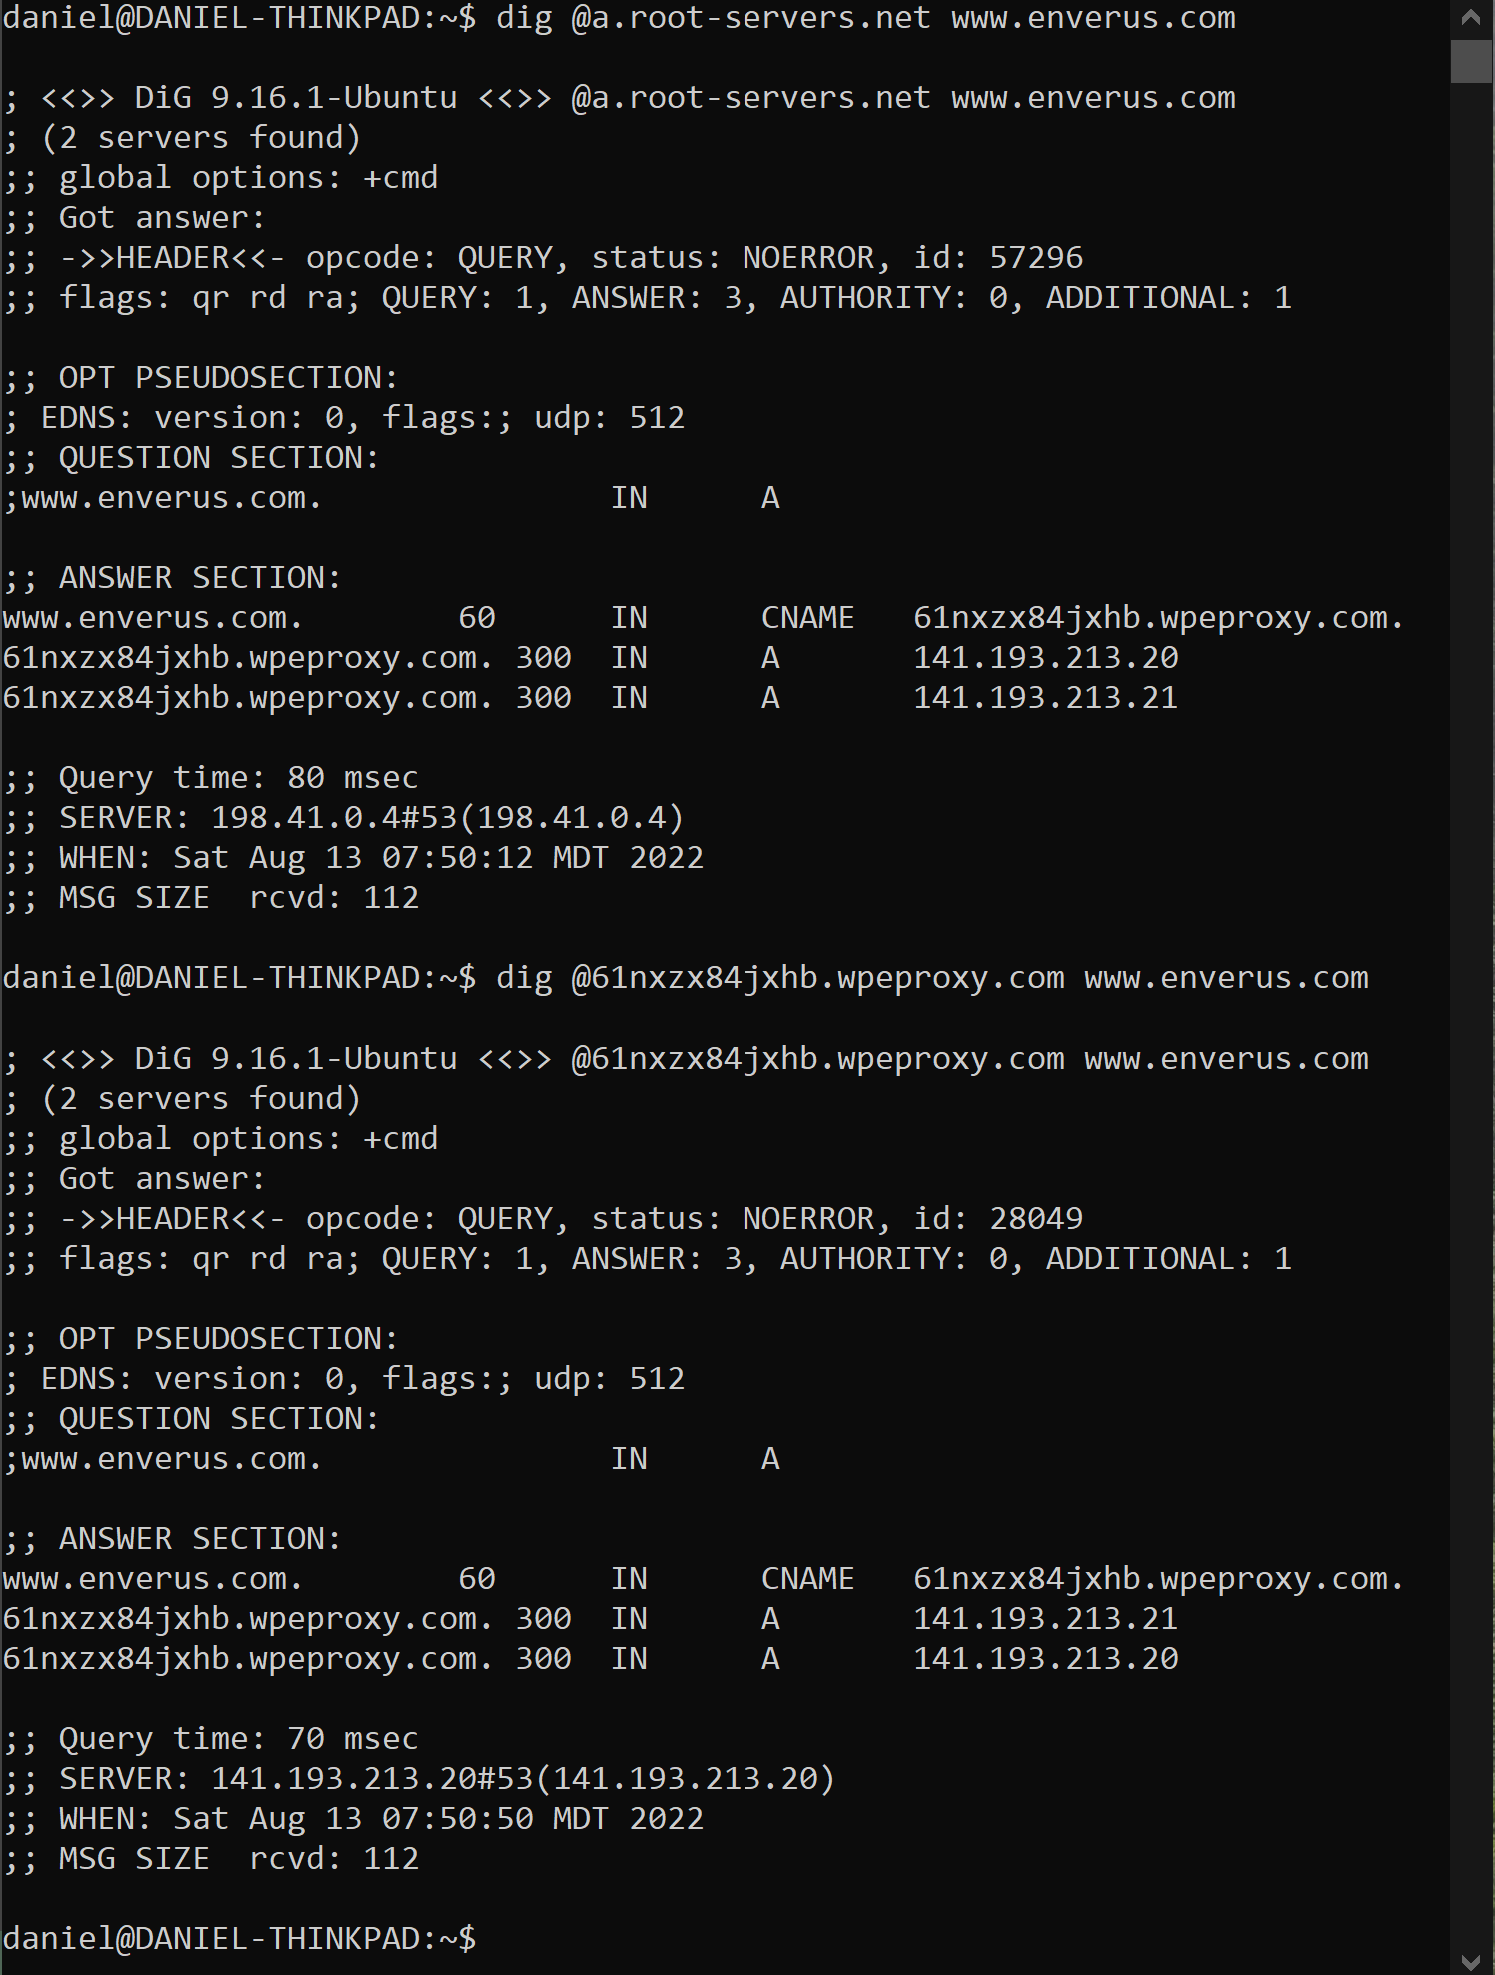 daniel@DANIEL-THINKPAD:~$ dig @a.root-servers.net www.enverus.com
; <<>> DiG 9.16.1-Ubuntu <<>> @a.root-servers.net www.enverus.com
; (2 servers found)
;; global options: +cmd
;; Got answer:
;; ->>HEADER<<- opcode: QUERY, status: NOERROR, id: 57296
;; flags: qr rd ra; QUERY: 1, ANSWER: 3, AUTHORITY: 0, ADDITIONAL: 1
;; OPT PSEUDOSECTION:
; EDNS: version: 0, flags:; udp: 512
;; QUESTION SECTION:
;www.enverus.com. IN A
;; ANSWER SECTION:
www.enverus.com. 60 IN CNAME 61nxzx84jxhb.wpeproxy.com.
61nxzx84jxhb.wpeproxy.com. 300 IN A 141.193.213.20
61nxzx84jxhb.wpeproxy.com. 300 IN A 141.193.213.21
;; Query time: 80 msec
;; SERVER: 198.41.0.4#53(198.41.0.4)
;; WHEN: Sat Aug 13 07:50:12 MDT 2022
;; MSG SIZE  rcvd: 112
daniel@DANIEL-THINKPAD:~$ dig @61nxzx84jxhb.wpeproxy.com www.enverus.com
; <<>> DiG 9.16.1-Ubuntu <<>> @61nxzx84jxhb.wpeproxy.com www.enverus.com
; (2 servers found)
;; global options: +cmd
;; Got answer:
;; ->>HEADER<<- opcode: QUERY, status: NOERROR, id: 28049
;; flags: qr rd ra; QUERY: 1, ANSWER: 3, AUTHORITY: 0, ADDITIONAL: 1
;; OPT PSEUDOSECTION:
; EDNS: version: 0, flags:; udp: 512
;; QUESTION SECTION:
;www.enverus.com. IN A
;; ANSWER SECTION:
www.enverus.com. 60 IN CNAME 61nxzx84jxhb.wpeproxy.com.
61nxzx84jxhb.wpeproxy.com. 300 IN A 141.193.213.21
61nxzx84jxhb.wpeproxy.com. 300 IN A 141.193.213.20
;; Query time: 70 msec
;; SERVER: 141.193.213.20#53(141.193.213.20)
;; WHEN: Sat Aug 13 07:50:50 MDT 2022
;; MSG SIZE  rcvd: 112
daniel@DANIEL-THINKPAD:~$